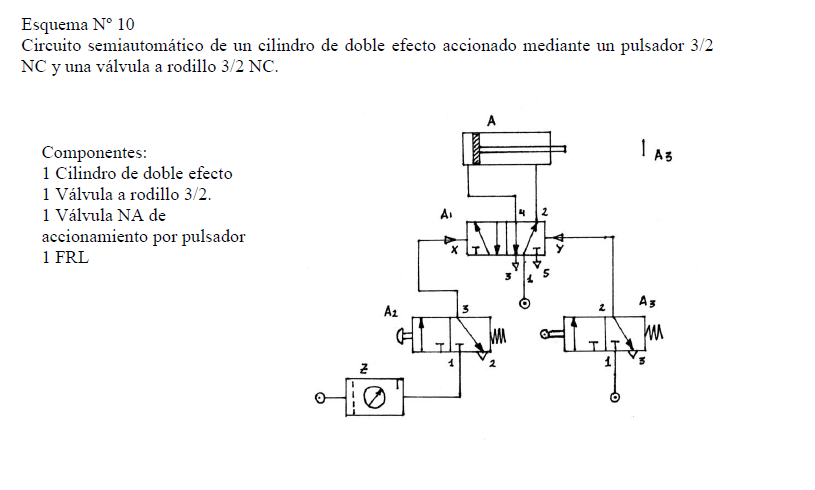 Esquema N° 10
Circuito semiautomático de un cilindro de doble efecto accionado mediante un pulsador 3/2
NC y una válvula a rodillo 3/2 NC.
Componentes:
1 Cilindro de doble efecto
1 Válvula a rodillo 3/2.
1 Válvula NA de
accionamiento por pulsador
1 FRL
A
A3
A1
4 2
X
Y
3 1 5
A2
3
1 2
2
A3
1 3
Z